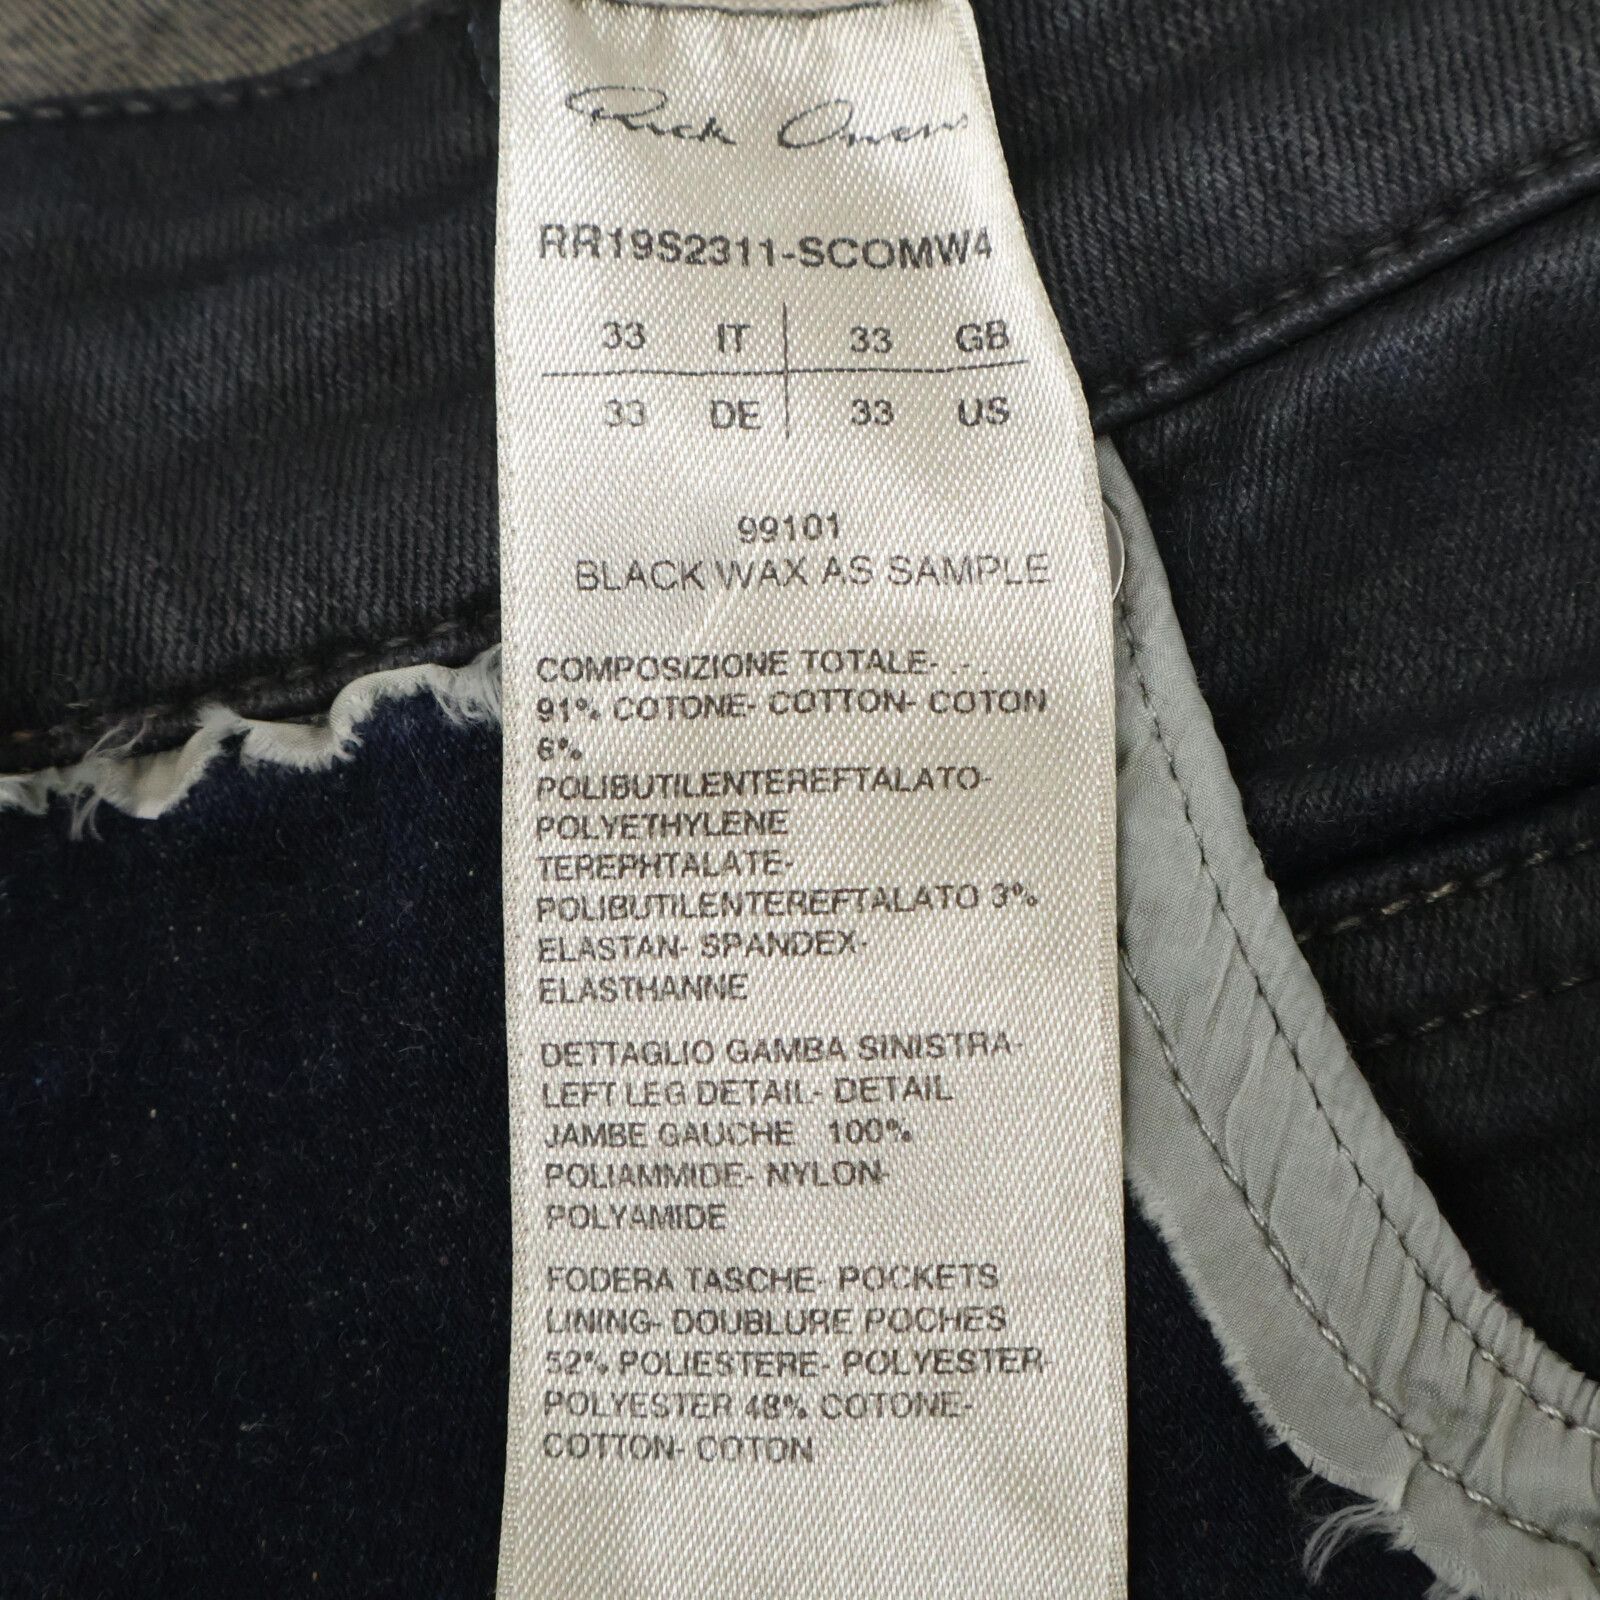 Rick Owens
RR19S2311-SCOMW4
33 IT 33 GB
33 DE 33 US
99101
BLACK WAX AS SAMPLE
COMPOSIZIONE TOTALE- - .
91% COTONE- COTTON- COTON
6%
POLIBUTILENTEREFTALATO-
POLYETHYLENE
TEREPHTALATE-
POLIBUTILENTEREFTALATO 3%
ELASTAN- SPANDEX-
ELASTHANNE
DETTAGLIO GAMBA SINISTRA-
LEFT LEG DETAIL- DETAIL
JAMBE GAUCHE 100%
POLIAMMIDE- NYLON-
POLYAMIDE
FODERA TASCHE- POCKETS
LINING- DOUBLURE POCHES
52% POLIESTERE- POLYESTER-
POLYESTER 48% COTONE-
COTTON- COTON